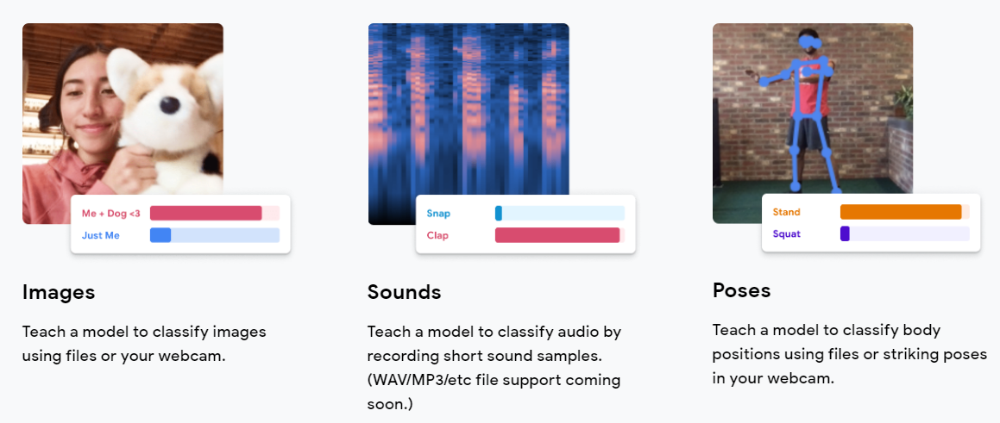 Me + Dog <3
Just Me
Images
Teach a model to classify images
using files or your webcam.
Snap
Clap
Sounds
Teach a model to classify audio by
recording short sound samples.
(WAV/MP3/etc file support coming
soon.)
Stand
Squat
Poses
Teach a model to classify body
positions using files or striking poses
in your webcam.